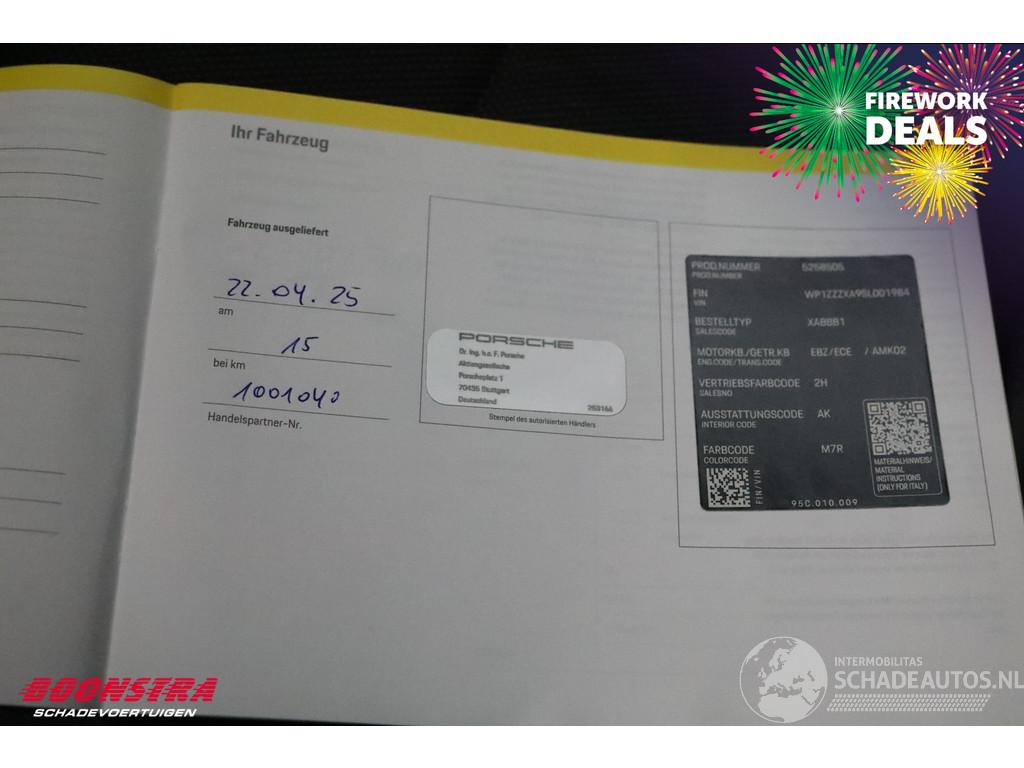 FIREWORK
DEALS
Ihr Fahrzeug
Fahrzeug ausgeliefert
22.04.25
am
15
bei km
1001040
Handelspartner-Nr.
PORSCHE
Dr. Ing. h.c. F. Porsche
Aktiengesellschaft
Porscheplatz 1
70435 Stuttgart
Deutschland
Stempel des autorisierten Händlers
PROD.NUMMER 5258505
PROD.NUMBER
FIN WP1ZZZXA9SL001984
VIN
BESTELLTYP XABBB1
SALESCODE
MOTORKB./GETR.KB EBZ/ECE / AMK02
ENG.CODE/TRANS.CODE
VERTRIEBSFARBCODE 2H
SALESNO
AUSSTATTUNGSCODE AK
INTERIOR CODE
FARBCODE M7R
COLORCODE
FIN/VIN
MATERIALHINWEIS/
MATERIAL
INSTRUCTIONS
(ONLY FOR ITALY)
95C.010.009
BOONSTRA
SCHADEVOERTUIGEN
INTERMOBILITAS
SCHADEAUTOS.NL